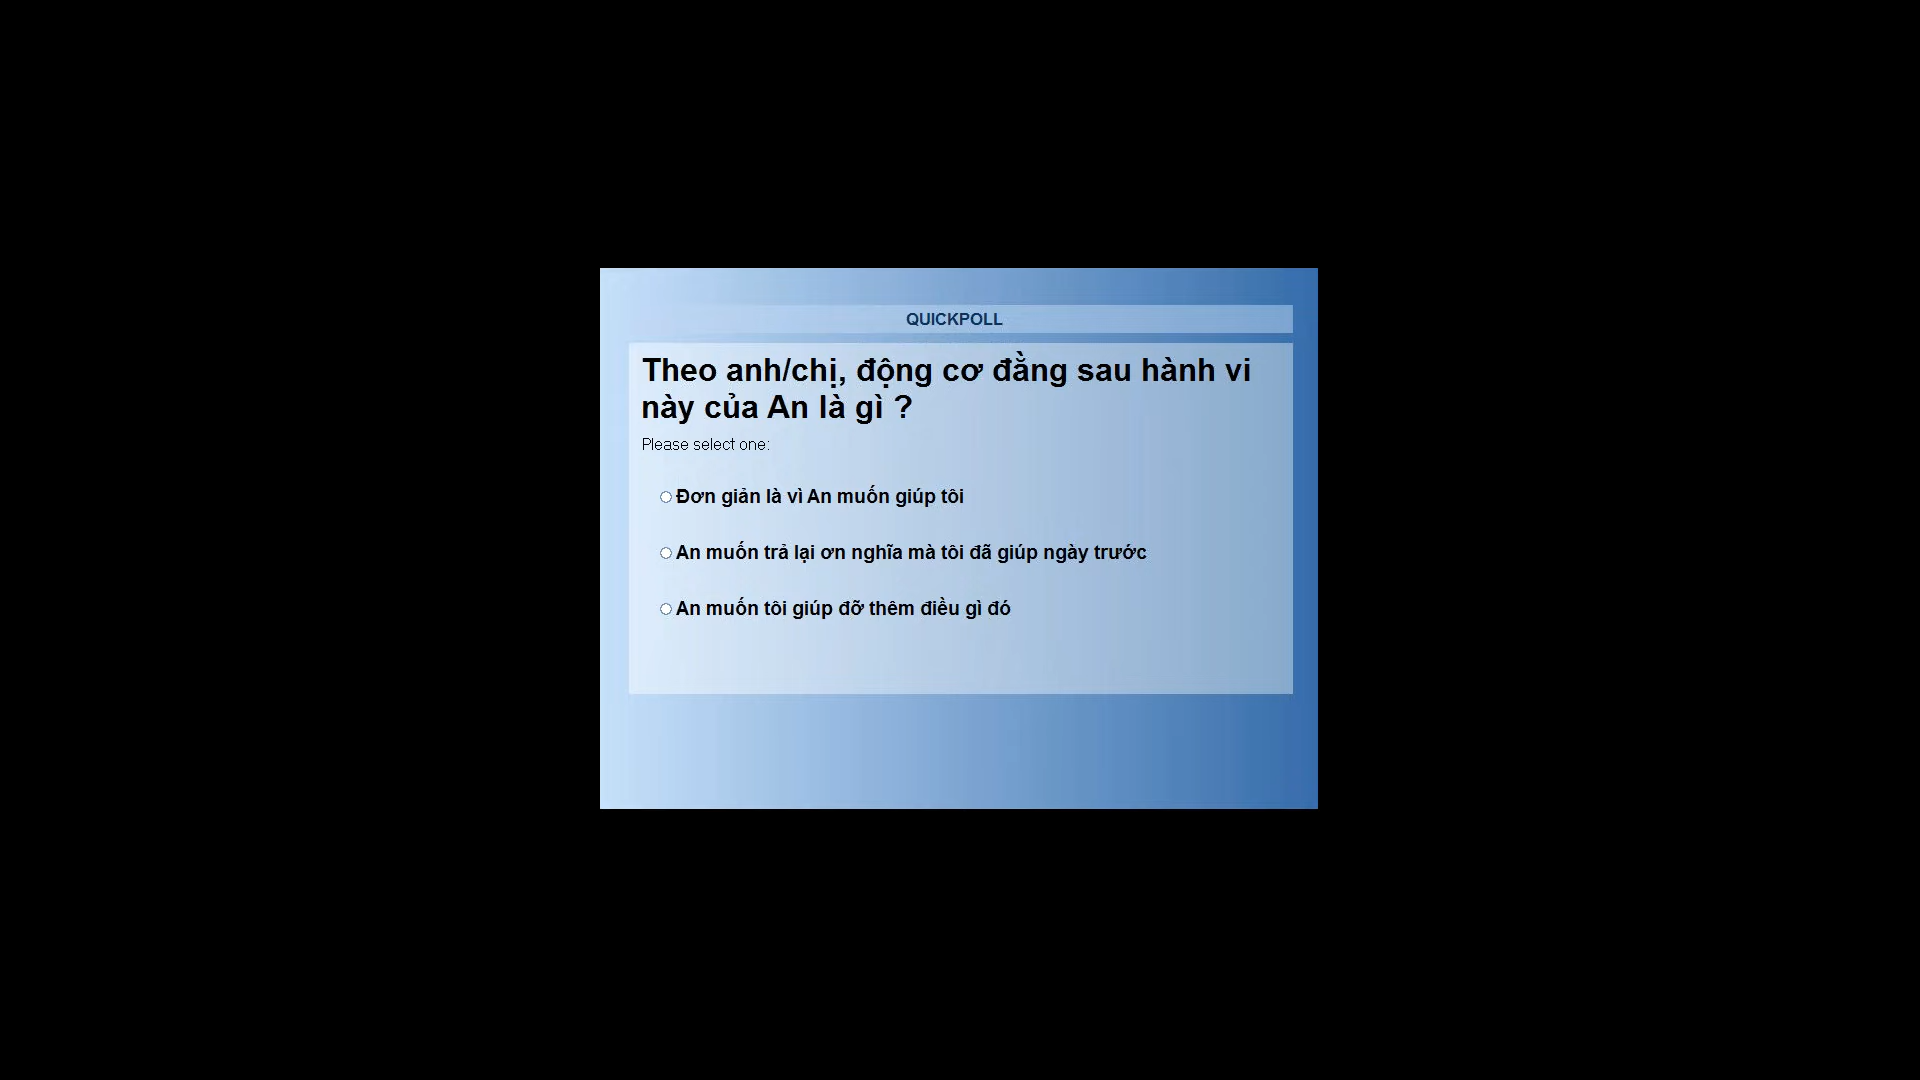 QUICKPOLL
Theo anh/chị, động cơ đằng sau hành vi
này của An là gì ?
Please select one:
Đơn giản là vì An muốn giúp tôi
An muốn trả lại ơn nghĩa mà tôi đã giúp ngày trước
An muốn tôi giúp đỡ thêm điều gì đó